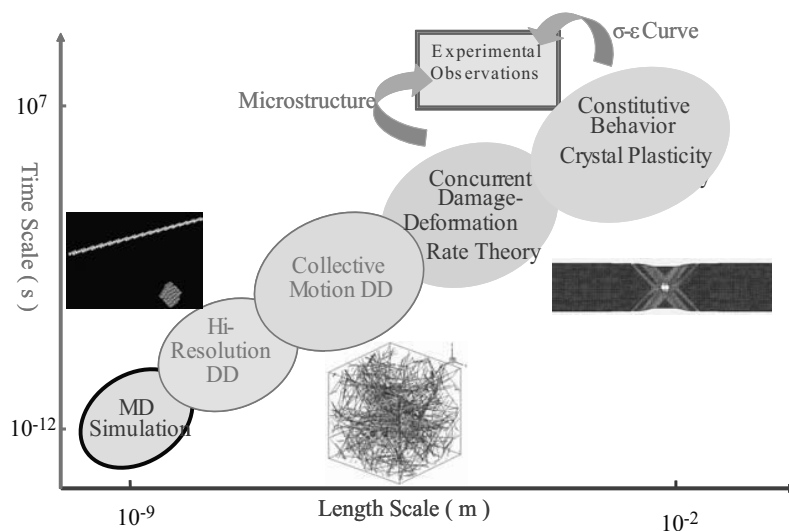 σ-ε Curve
Experimental
Observations
Microstructure
10^7
Constitutive
Behavior
Crystal Plasticity
Concurrent
Damage-
Deformation
Rate Theory
Time Scale ( s )
Collective
Motion DD
Hi-
Resolution
DD
MD
Simulation
10^-12
10^-9
Length Scale ( m )
10^-2